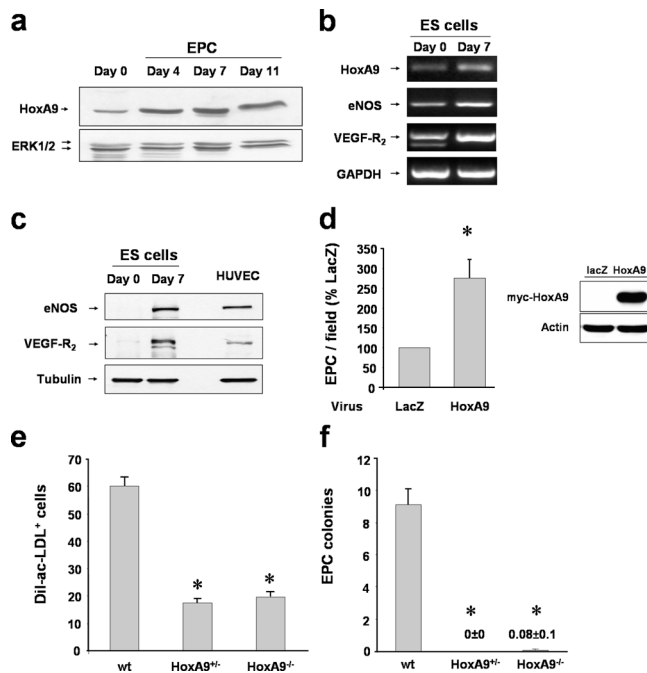 a
EPC
Day 0 Day 4 Day 7 Day 11
HoxA9
ERK1/2
b
ES cells
Day 0 Day 7
HoxA9
eNOS
VEGF-R2
GAPDH
c
ES cells
Day 0 Day 7 HUVEC
eNOS
VEGF-R2
Tubulin
d
EPC / field (% LacZ)
350
300
250
200
150
100
50
0
*
Virus LacZ HoxA9
lacZ HoxA9
myc-HoxA9
Actin
e
Dil-ac-LDL+ cells
70
60
50
40
30
20
10
0
* *
wt HoxA9+/- HoxA9-/-
f
EPC colonies
12
10
8
6
4
2
0
* *
0±0 0.08±0.1
wt HoxA9+/- HoxA9-/-